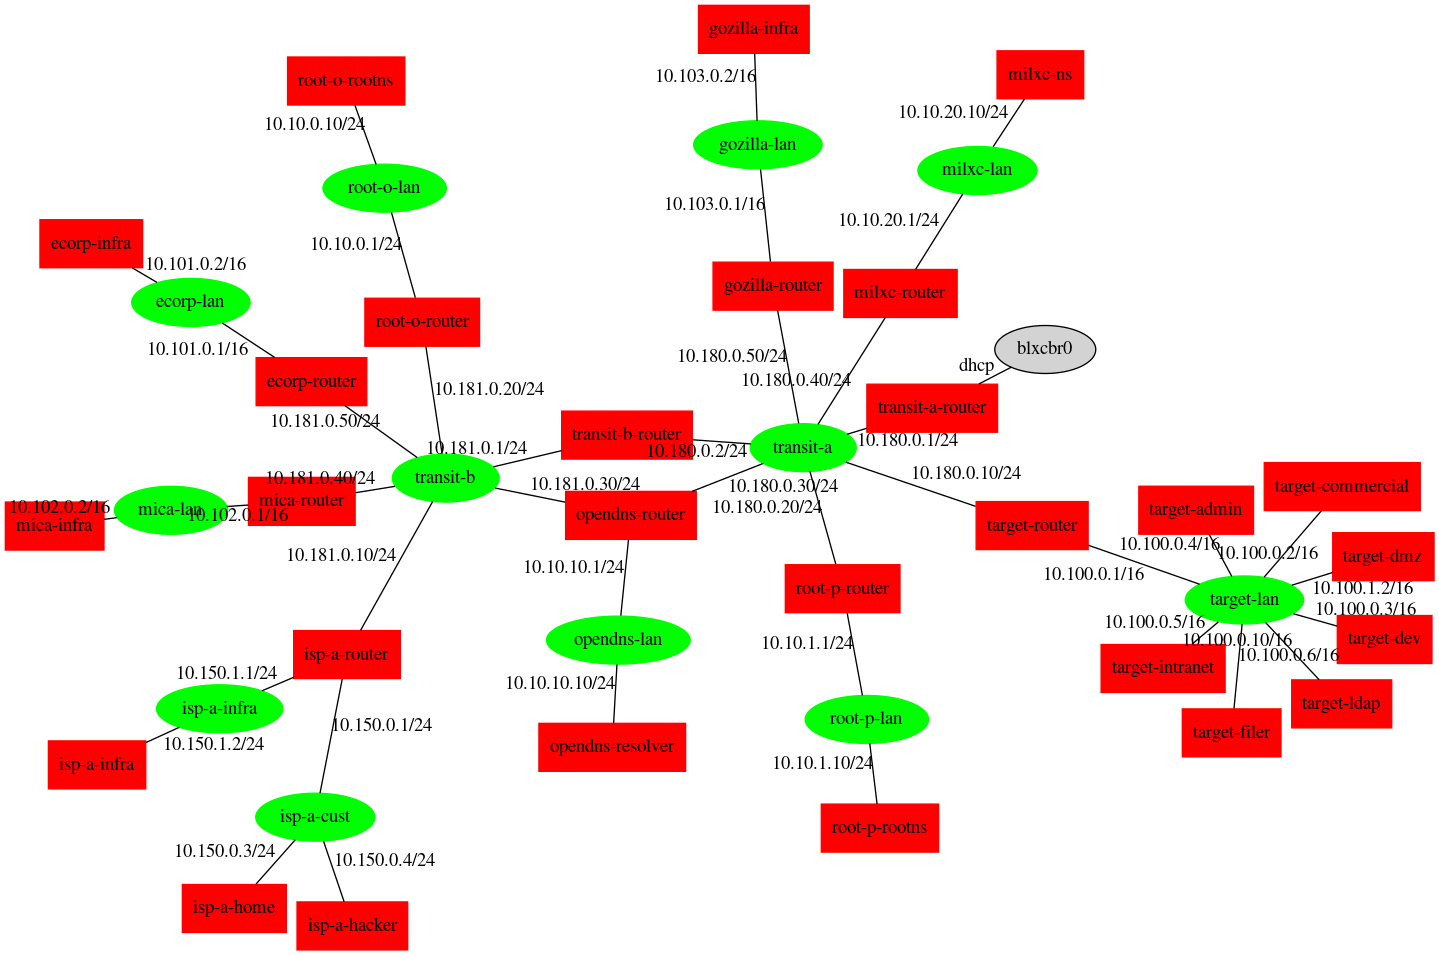 gozilla-infra
root-o-rootns
10.103.0.2/16
milxc-ns
10.10.0.10/24
10.10.20.10/24
gozilla-lan
milxc-lan
root-o-lan
10.103.0.1/16
10.10.20.1/24
ecorp-infra
10.10.0.1/24
10.101.0.2/16
ecorp-lan
gozilla-router
milxc-router
root-o-router
10.101.0.1/16
10.180.0.50/24
blxcbr0
dhcp
ecorp-router
10.181.0.20/24
10.180.0.40/24
transit-a-router
10.181.0.50/24
transit-b-router
10.181.0.1/24
10.180.0.2/24
transit-a
10.180.0.1/24
10.181.0.40/24
transit-b
10.181.0.30/24
10.180.0.30/24
10.180.0.10/24
target-commercial
10.102.0.2/16
mica-lan
mica-router
10.102.0.1/16
mica-infra
opendns-router
10.180.0.20/24
target-router
target-admin
10.181.0.10/24
10.100.0.4/16
10.100.0.2/16
target-dmz
10.10.10.1/24
10.100.0.1/16
10.100.1.2/16
root-p-router
target-lan
10.100.0.3/16
10.100.0.5/16
opendns-lan
10.10.1.1/24
10.100.0.10/16
target-dev
isp-a-router
10.100.0.6/16
10.150.1.1/24
10.10.10.10/24
target-intranet
isp-a-infra
10.150.0.1/24
root-p-lan
target-ldap
10.150.1.2/24
opendns-resolver
target-filer
isp-a-infra
10.10.1.10/24
isp-a-cust
root-p-rootns
10.150.0.3/24
10.150.0.4/24
isp-a-home
isp-a-hacker